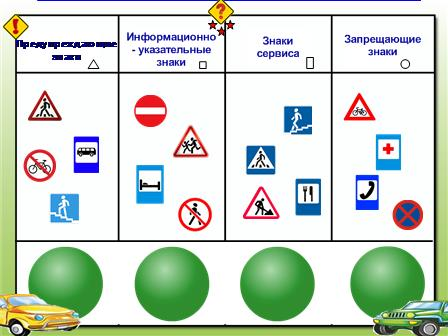 Предупреждающие
знаки
Информационно
- указательные
знаки
Знаки
сервиса
Запрещающие
знаки